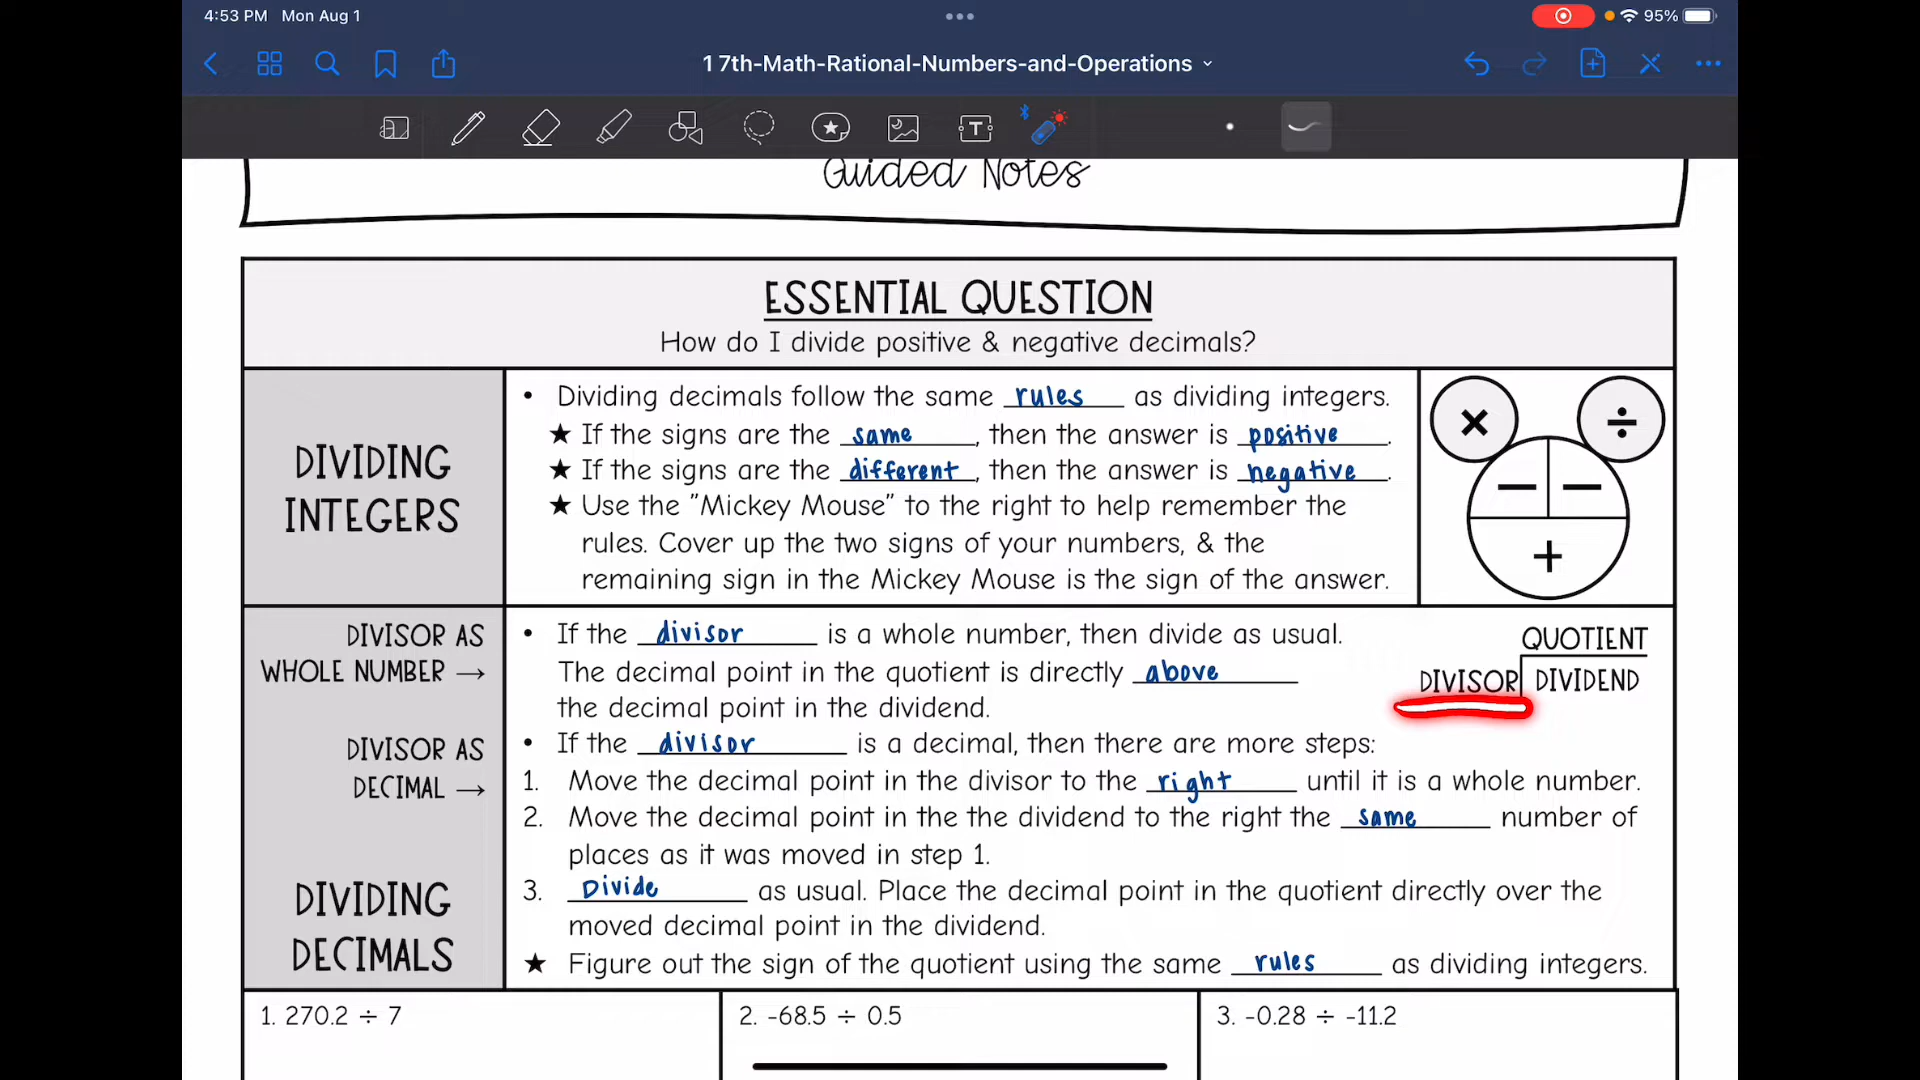 4:53 PM Mon Aug 1
95%
1 7th-Math-Rational-Numbers-and-Operations
Guided Notes
ESSENTIAL QUESTION
How do I divide positive & negative decimals?
DIVIDING
INTEGERS
• Dividing decimals follow the same rules as dividing integers.
★ If the signs are the same, then the answer is positive.
★ If the signs are the different, then the answer is negative.
★ Use the "Mickey Mouse" to the right to help remember the
rules. Cover up the two signs of your numbers, & the
remaining sign in the Mickey Mouse is the sign of the answer.
× ÷
− −
+
DIVISOR AS
WHOLE NUMBER →
• If the divisor is a whole number, then divide as usual.
The decimal point in the quotient is directly above
the decimal point in the dividend.
QUOTIENT
DIVISOR DIVIDEND
DIVISOR AS
DECIMAL →
• If the divisor is a decimal, then there are more steps:
1. Move the decimal point in the divisor to the right until it is a whole number.
2. Move the decimal point in the the dividend to the right the same number of
places as it was moved in step 1.
DIVIDING
DECIMALS
3. Divide as usual. Place the decimal point in the quotient directly over the
moved decimal point in the dividend.
★ Figure out the sign of the quotient using the same rules as dividing integers.
1. 270.2 ÷ 7
2. -68.5 ÷ 0.5
3. -0.28 ÷ -11.2